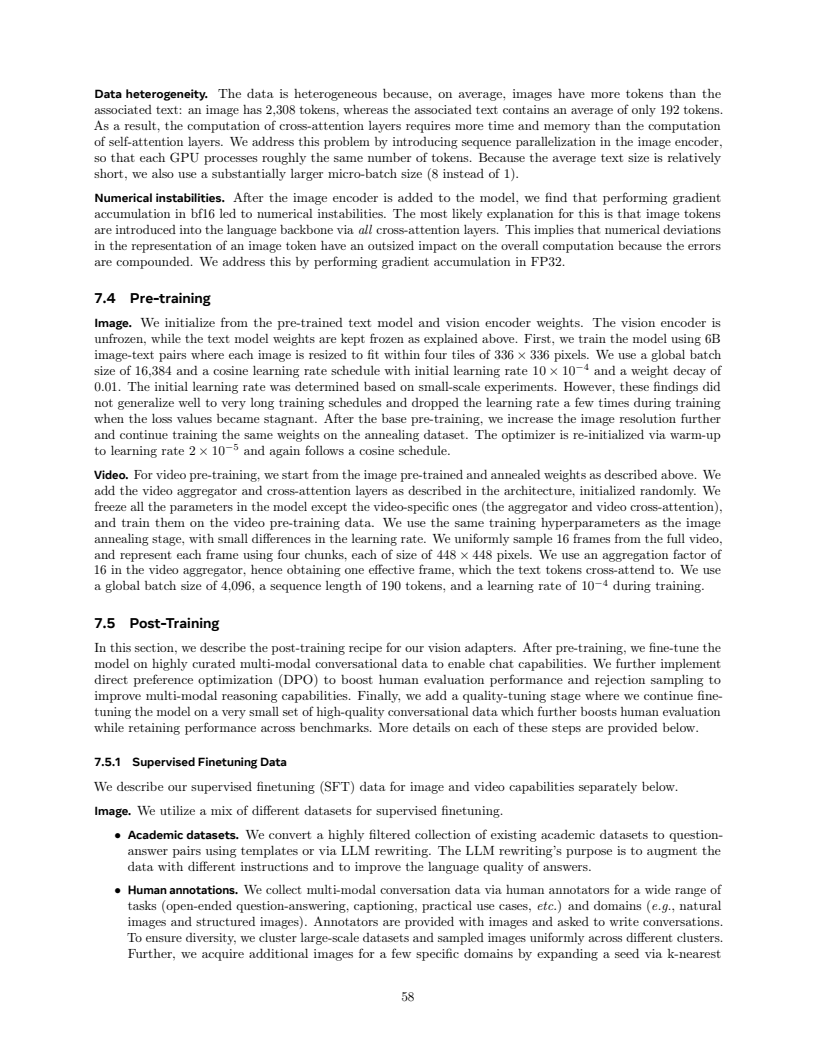 Data heterogeneity. The data is heterogeneous because, on average, images have more tokens than the
associated text: an image has 2,308 tokens, whereas the associated text contains an average of only 192 tokens.
As a result, the computation of cross-attention layers requires more time and memory than the computation
of self-attention layers. We address this problem by introducing sequence parallelization in the image encoder,
so that each GPU processes roughly the same number of tokens. Because the average text size is relatively
short, we also use a substantially larger micro-batch size (8 instead of 1).
Numerical instabilities. After the image encoder is added to the model, we find that performing gradient
accumulation in bf16 led to numerical instabilities. The most likely explanation for this is that image tokens
are introduced into the language backbone via all cross-attention layers. This implies that numerical deviations
in the representation of an image token have an outsized impact on the overall computation because the errors
are compounded. We address this by performing gradient accumulation in FP32.
7.4 Pre-training
Image. We initialize from the pre-trained text model and vision encoder weights. The vision encoder is
unfrozen, while the text model weights are kept frozen as explained above. First, we train the model using 6B
image-text pairs where each image is resized to fit within four tiles of 336 × 336 pixels. We use a global batch
size of 16,384 and a cosine learning rate schedule with initial learning rate 10 × 10⁻⁴ and a weight decay of
0.01. The initial learning rate was determined based on small-scale experiments. However, these findings did
not generalize well to very long training schedules and dropped the learning rate a few times during training
when the loss values became stagnant. After the base pre-training, we increase the image resolution further
and continue training the same weights on the annealing dataset. The optimizer is re-initialized via warm-up
to learning rate 2 × 10⁻⁵ and again follows a cosine schedule.
Video. For video pre-training, we start from the image pre-trained and annealed weights as described above. We
add the video aggregator and cross-attention layers as described in the architecture, initialized randomly. We
freeze all the parameters in the model except the video-specific ones (the aggregator and video cross-attention),
and train them on the video pre-training data. We use the same training hyperparameters as the image
annealing stage, with small differences in the learning rate. We uniformly sample 16 frames from the full video,
and represent each frame using four chunks, each of size of 448 × 448 pixels. We use an aggregation factor of
16 in the video aggregator, hence obtaining one effective frame, which the text tokens cross-attend to. We use
a global batch size of 4,096, a sequence length of 190 tokens, and a learning rate of 10⁻⁴ during training.
7.5 Post-Training
In this section, we describe the post-training recipe for our vision adapters. After pre-training, we fine-tune the
model on highly curated multi-modal conversational data to enable chat capabilities. We further implement
direct preference optimization (DPO) to boost human evaluation performance and rejection sampling to
improve multi-modal reasoning capabilities. Finally, we add a quality-tuning stage where we continue fine-
tuning the model on a very small set of high-quality conversational data which further boosts human evaluation
while retaining performance across benchmarks. More details on each of these steps are provided below.
7.5.1 Supervised Finetuning Data
We describe our supervised finetuning (SFT) data for image and video capabilities separately below.
Image. We utilize a mix of different datasets for supervised finetuning.
• Academic datasets. We convert a highly filtered collection of existing academic datasets to question-
answer pairs using templates or via LLM rewriting. The LLM rewriting's purpose is to augment the
data with different instructions and to improve the language quality of answers.
• Human annotations. We collect multi-modal conversation data via human annotators for a wide range of
tasks (open-ended question-answering, captioning, practical use cases, etc.) and domains (e.g., natural
images and structured images). Annotators are provided with images and asked to write conversations.
To ensure diversity, we cluster large-scale datasets and sampled images uniformly across different clusters.
Further, we acquire additional images for a few specific domains by expanding a seed via k-nearest
58